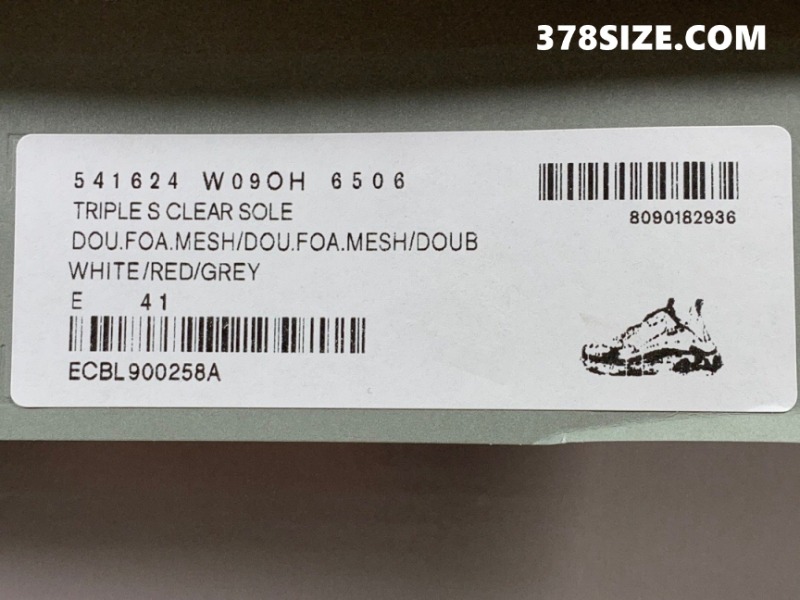 378SIZE.COM
541624 W09OH 6506
8090182936
TRIPLE S CLEAR SOLE
DOU.FOA.MESH/DOU.FOA.MESH/DOUB
WHITE/RED/GREY
E 41
ECBL900258A